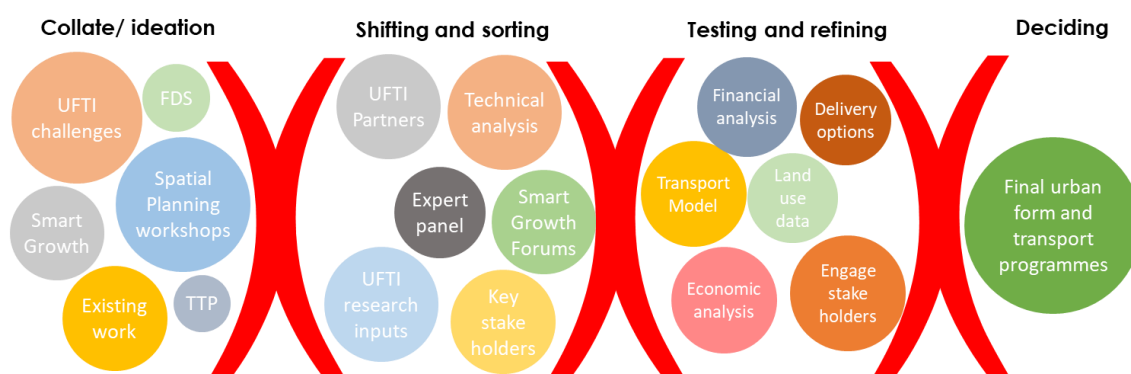 Collate/ ideation
Shifting and sorting
Testing and refining
Deciding
UFTI
challenges
FDS
Spatial
Planning
workshops
Smart
Growth
Existing
work
TTP
UFTI
Partners
Technical
analysis
Expert
panel
Smart
Growth
Forums
UFTI
research
inputs
Key
stake
holders
Financial
analysis
Delivery
options
Transport
Model
Land
use
data
Economic
analysis
Engage
stake
holders
Final urban
form and
transport
programmes